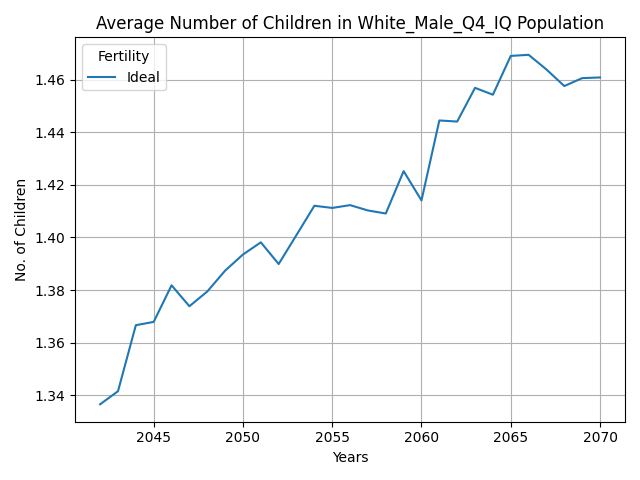 Average Number of Children in White_Male_Q4_IQ Population
Fertility
Ideal
No. of Children
1.46
1.44
1.42
1.40
1.38
1.36
1.34
2045 2050 2055 2060 2065 2070
Years